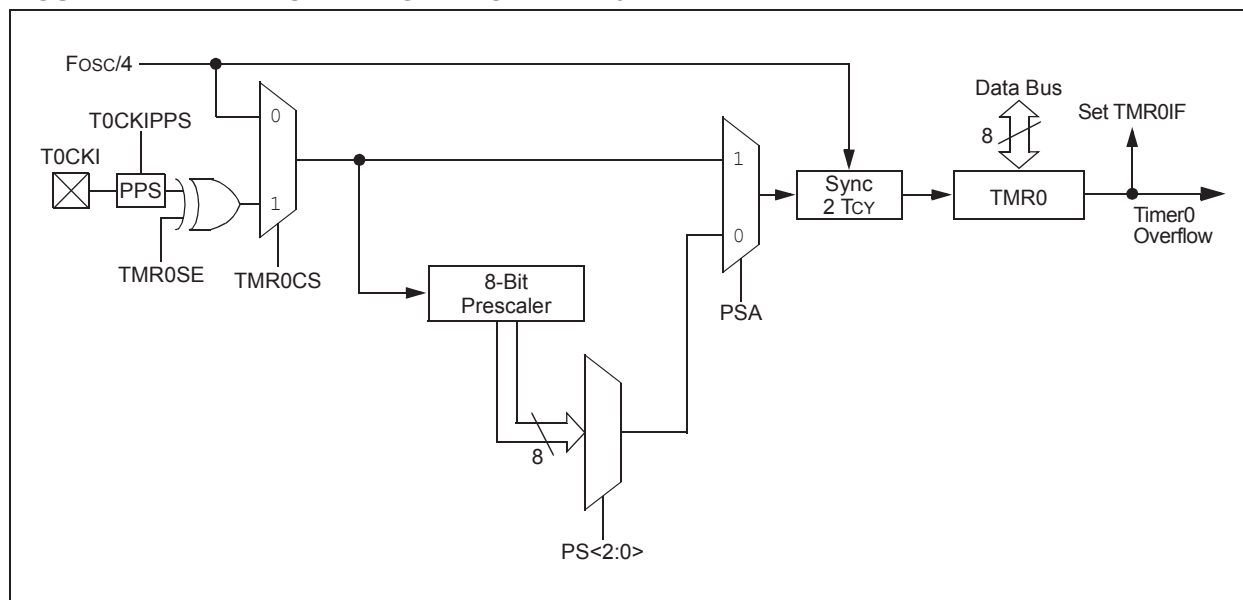 Fosc/4
Data Bus
T0CKIPPS
0
8
Set TMR0IF
T0CKI
PPS
1
Sync
2 TCY
TMR0
1
0
Timer0
Overflow
TMR0SE
TMR0CS
8-Bit
Prescaler
PSA
8
PS<2:0>